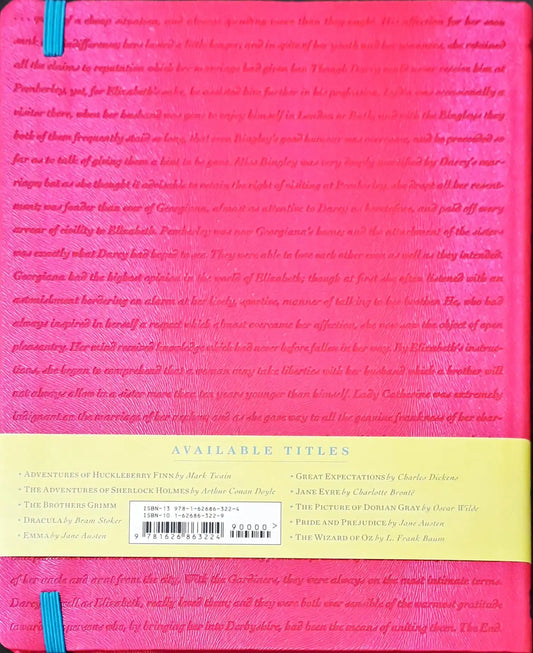 of a cheap situation, and always spending more than they ought. His affection for her soon
sunk into indifference; hers lasted a little longer; and in spite of her youth and her manners, she retained
all the claims to reputation which her marriage had given her. Though Darcy could never receive him at
Pemberley, yet, for Elizabeth's sake, he assisted him further in his profession. Lydia was occasionally a
visitor there, when her husband was gone to enjoy himself in London or Bath; and with the Bingleys they
both of them frequently staid so long, that even Bingley's good humour was overcome, and he proceeded so
far as to talk of giving them a hint to be gone. Miss Bingley was very deeply mortified by Darcy's mar-
riage; but as she thought it advisable to retain the right of visiting at Pemberley, she dropt all her resent-
ment; was fonder than ever of Georgiana, almost as attentive to Darcy as heretofore, and paid off every
arrear of civility to Elizabeth. Pemberley was now Georgiana's home; and the attachment of the sisters
was exactly what Darcy had hoped to see. They were able to love each other even as well as they intended.
Georgiana had the highest opinion in the world of Elizabeth; though at first she often listened with an
astonishment bordering on alarm at her lively, sportive, manner of talking to her brother. He, who had
always inspired in herself a respect which almost overcame her affection, she now saw the object of open
pleasantry. Her mind received knowledge which had never before fallen in her way. By Elizabeth's instruc-
tions, she began to comprehend that a woman may take liberties with her husband which a brother will
not always allow in a sister more than ten years younger than himself. Lady Catherine was extremely
indignant on the marriage of her nephew; and as she gave way to all the genuine frankness of her char-
AVAILABLE TITLES
• ADVENTURES OF HUCKLEBERRY FINN by Mark Twain
• THE ADVENTURES OF SHERLOCK HOLMES by Arthur Conan Doyle
• THE BROTHERS GRIMM
• DRACULA by Bram Stoker
• EMMA by Jane Austen
• GREAT EXPECTATIONS by Charles Dickens
• JANE EYRE by Charlotte Brontë
• THE PICTURE OF DORIAN GRAY by Oscar Wilde
• PRIDE AND PREJUDICE by Jane Austen
• THE WIZARD OF OZ by L. Frank Baum
ISBN-13 978-1-62686-322-4
ISBN-10 1-62686-322-9
90000 >
9 781626 863224
of her uncle and aunt from the city. With the Gardiners, they were always on the most intimate terms.
Darcy, as well as Elizabeth, really loved them; and they were both ever sensible of the warmest gratitude
towards the persons who, by bringing her into Derbyshire, had been the means of uniting them. The End.